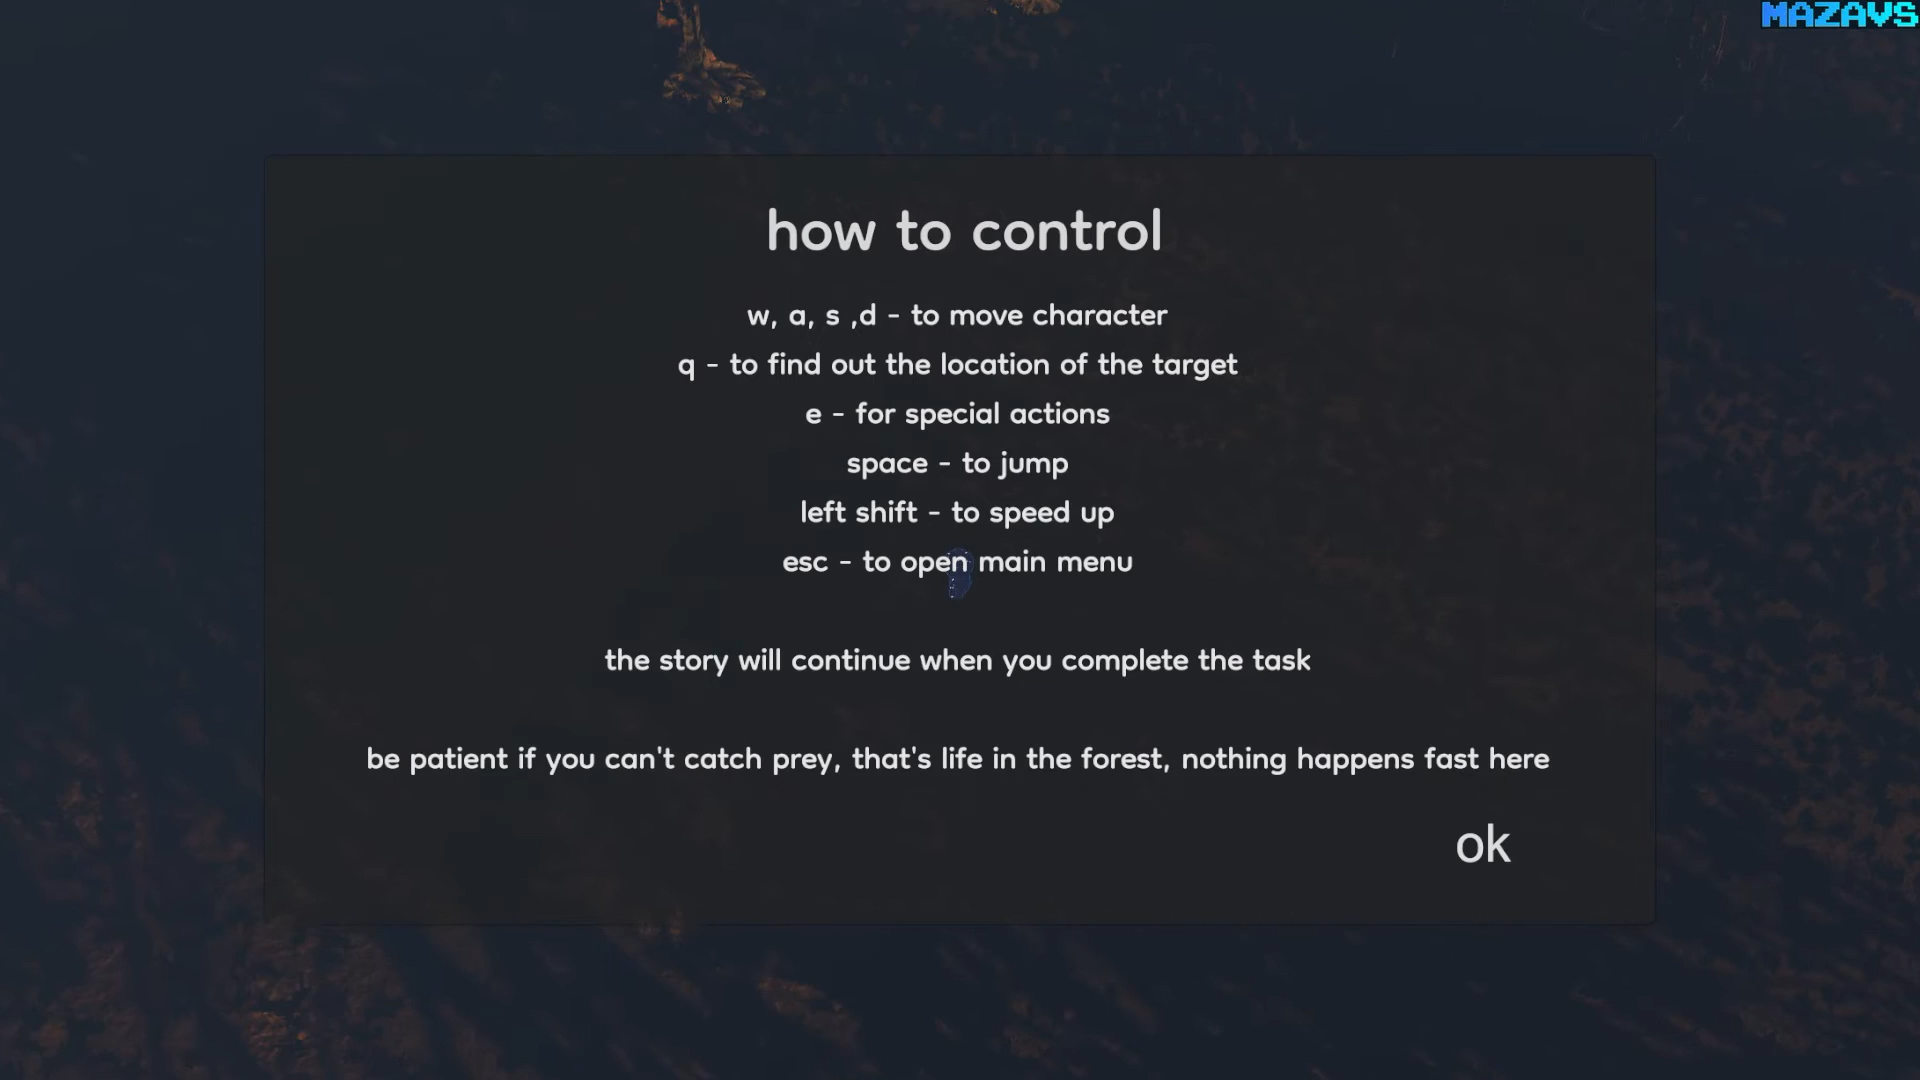 MAZAVS
how to control
w, a, s ,d - to move character
q - to find out the location of the target
e - for special actions
space - to jump
left shift - to speed up
esc - to open main menu
the story will continue when you complete the task
be patient if you can't catch prey, that's life in the forest, nothing happens fast here
ok